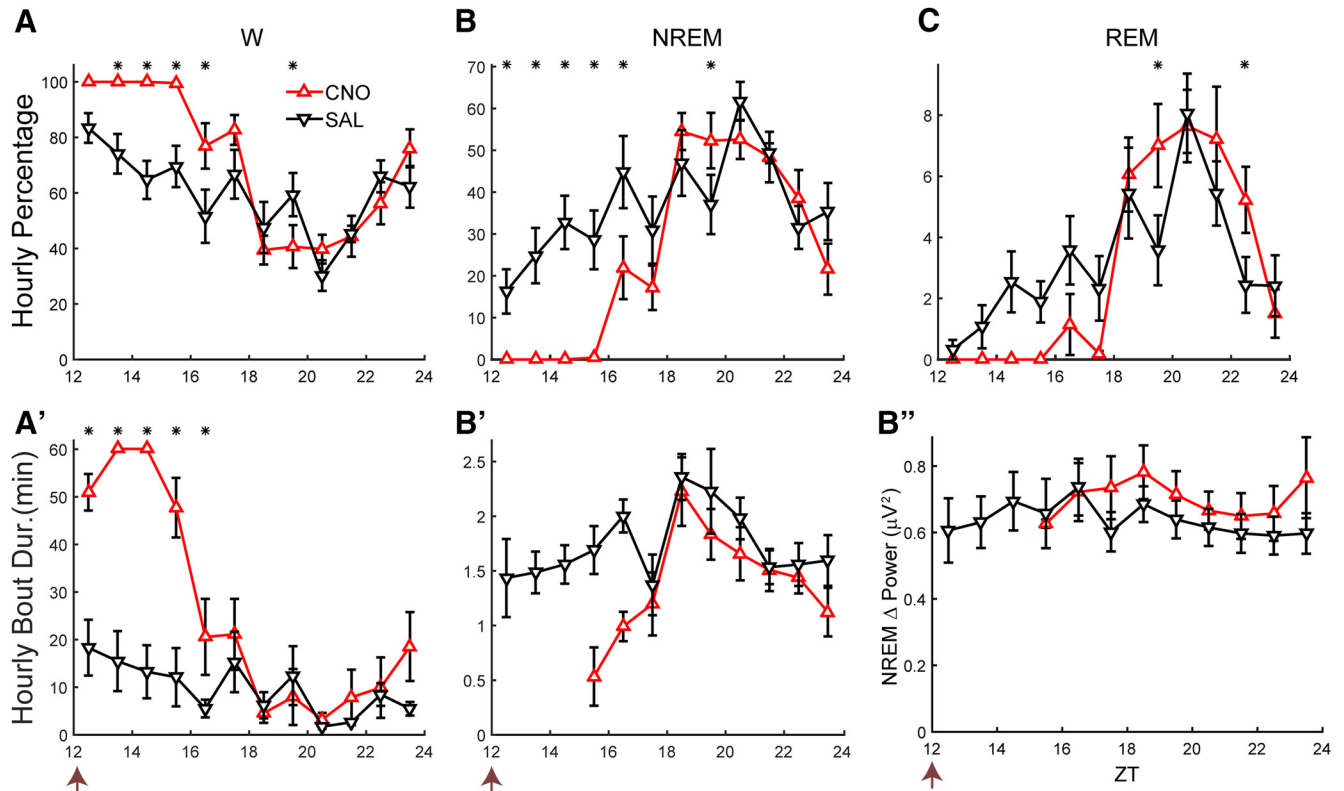 A
W
* * * * *
CNO
SAL
Hourly Percentage
100
80
60
40
20
0
12 14 16 18 20 22 24
B
NREM
* * * * * *
70
60
50
40
30
20
10
0
12 14 16 18 20 22 24
C
REM
* *
8
6
4
2
0
12 14 16 18 20 22 24
A’
* * * * *
Hourly Bout Dur.(min)
60
50
40
30
20
10
0
12 14 16 18 20 22 24
B’
2.5
2
1.5
1
0.5
0
12 14 16 18 20 22 24
B”
NREM Δ Power (μV²)
0.8
0.6
0.4
0.2
0
12 14 16 18 20 22 24
ZT